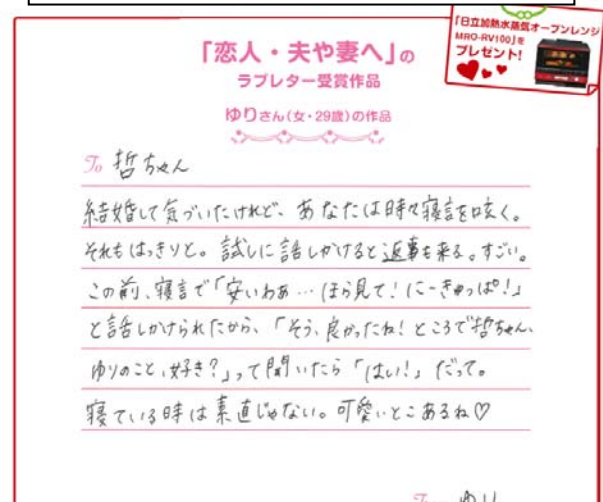 「恋人・夫や妻へ」の
ラブレター受賞作品
ゆりさん(女・29歳)の作品
「日立加熱水蒸気オーブンレンジ
MRO-RV100」を
プレゼント!
To 哲ちゃん
結婚して気づいたけれど、あなたは時々寝言を呟く。
それもはっきりと。試しに話しかけると返事も来る。すごい。
この前、寝言で「安いわぁ…ほら見て!にーきゅっぱ!」
と話しかけられたから、「そう、良かったね!ところで哲ちゃん、
ゆりのこと、好き?」って聞いたら「はい!」だって。
寝ている時は素直じゃない。可愛いとこあるね♡
From ゆり